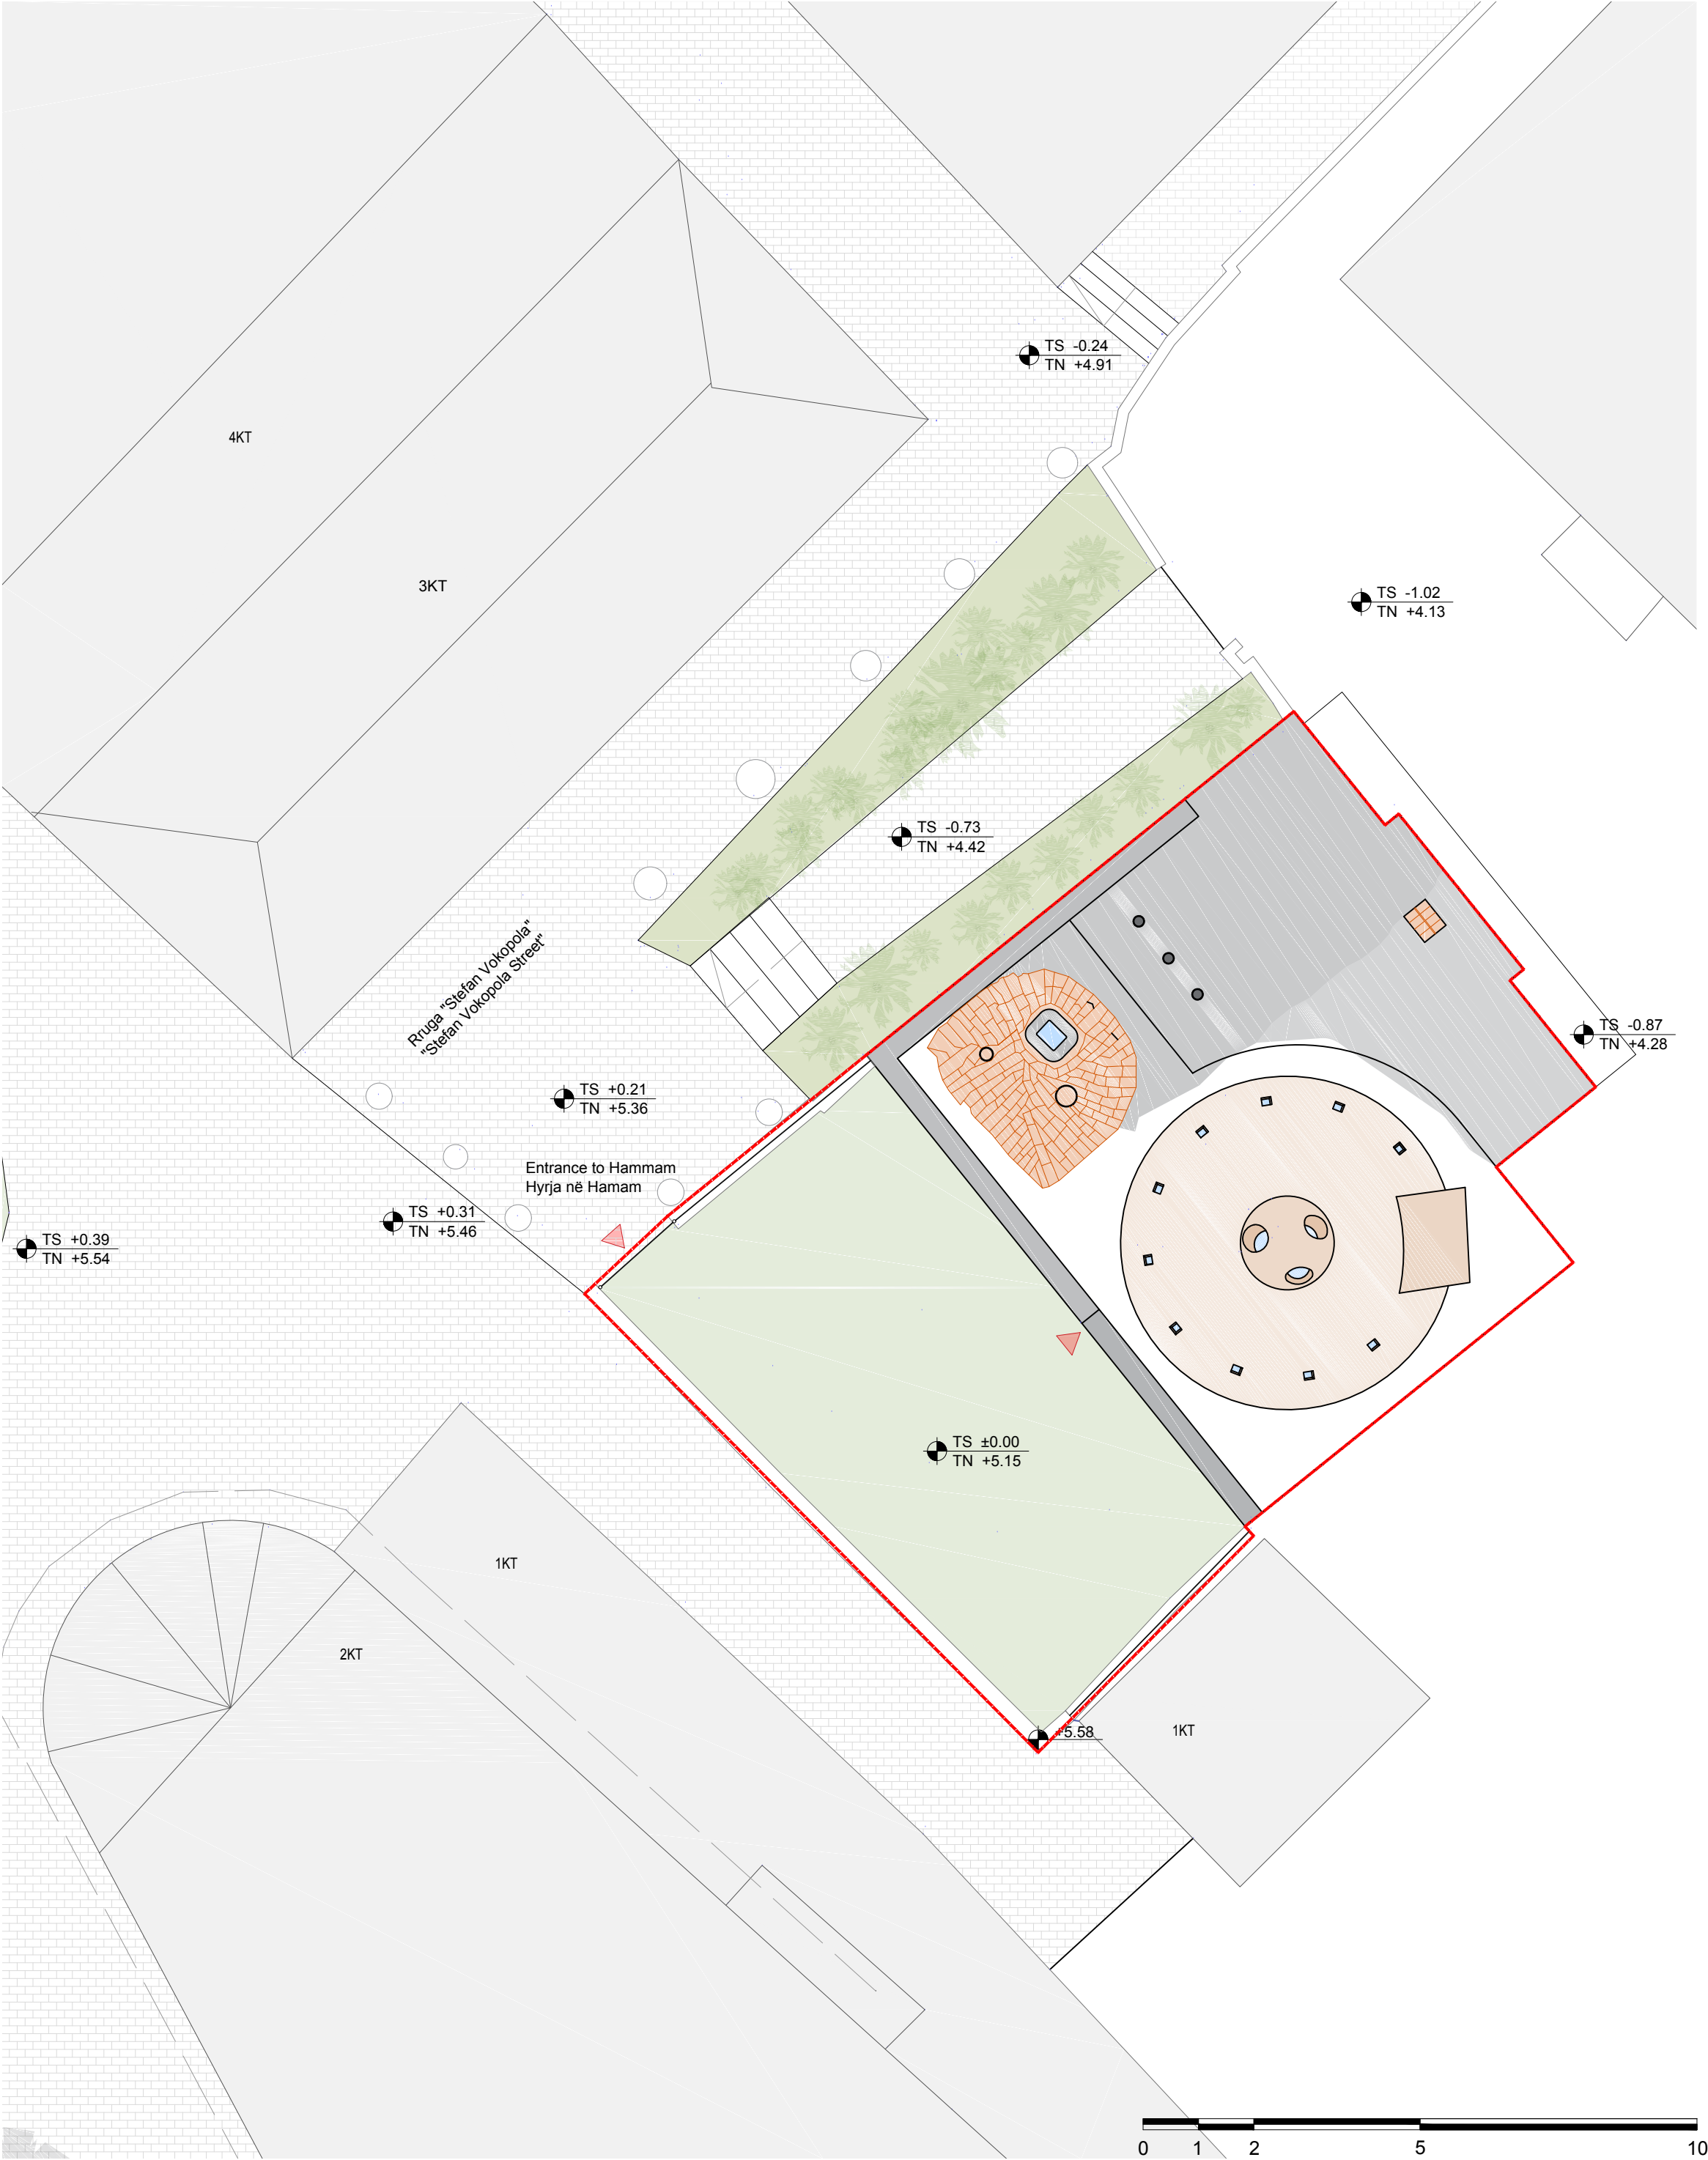 TS -0.24
TN +4.91
4KT
3KT
TS -1.02
TN +4.13
TS -0.73
TN +4.42
Rruga "Stefan Vokopola"
"Stefan Vokopola Street"
TS -0.87
TN +4.28
TS +0.21
TN +5.36
Entrance to Hammam
Hyrja në Hamam
TS +0.31
TN +5.46
TS +0.39
TN +5.54
TS ±0.00
TN +5.15
1KT
2KT
+5.58
1KT
0 1 2 5 10